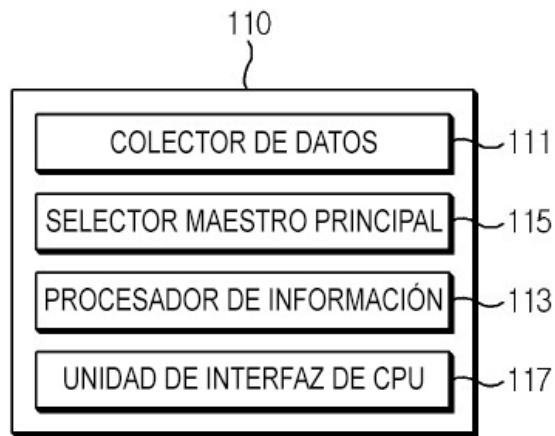 110
COLECTOR DE DATOS 111
SELECTOR MAESTRO PRINCIPAL 115
PROCESADOR DE INFORMACIÓN 113
UNIDAD DE INTERFAZ DE CPU 117